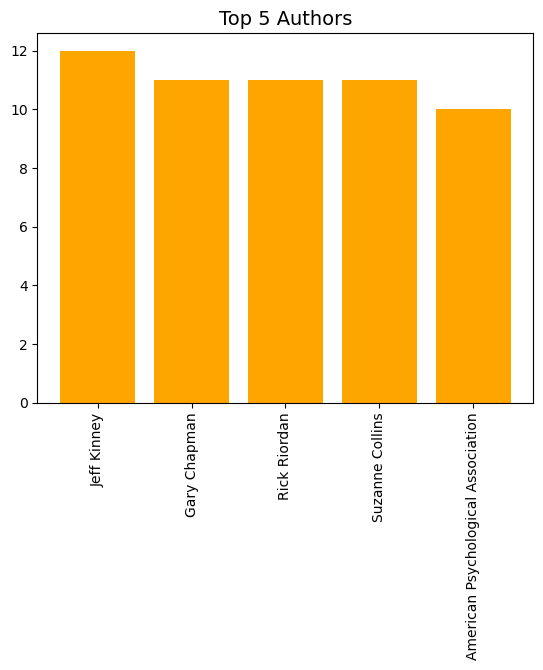 Top 5 Authors
12
10
8
6
4
2
0
Jeff Kinney
Gary Chapman
Rick Riordan
Suzanne Collins
American Psychological Association